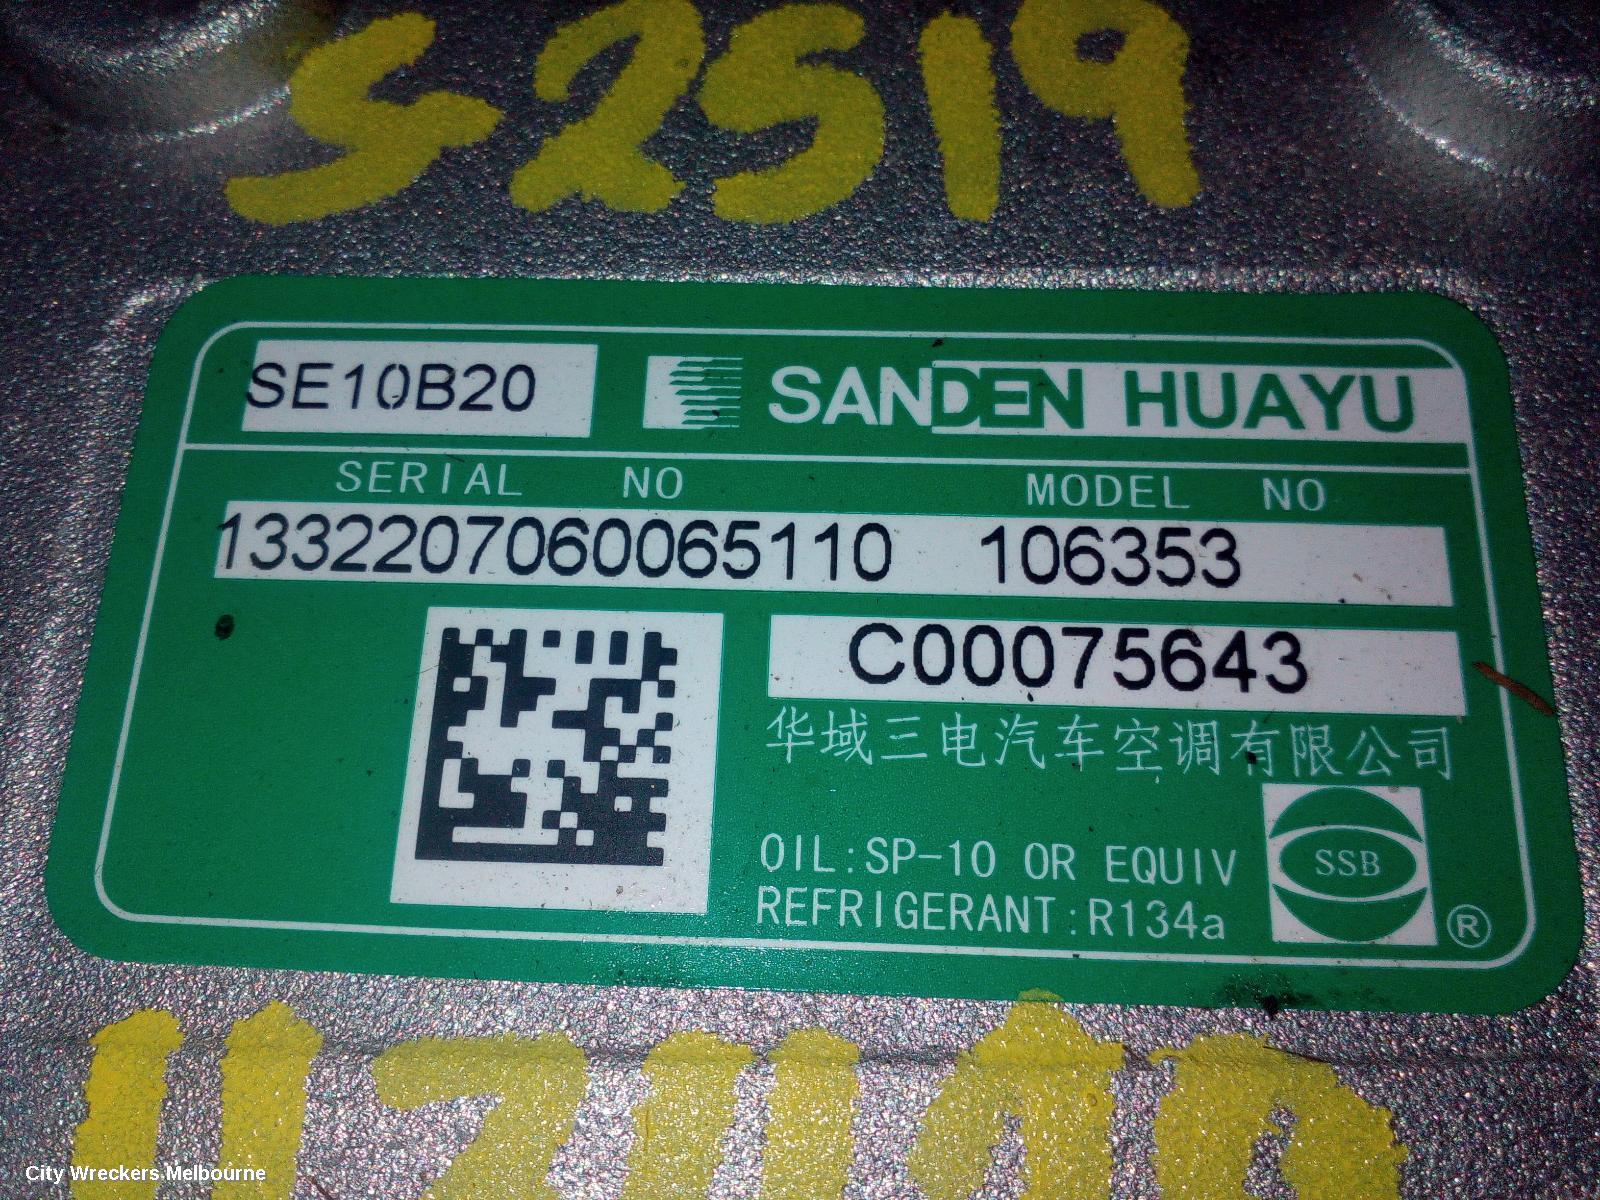 S2519
SE10B20
SANDEN HUAYU
SERIAL NO MODEL NO
1332207060065110 106353
C00075643
华域三电汽车空调有限公司
OIL:SP-10 OR EQUIV
REFRIGERANT:R134a
SSB
®
City Wreckers Melbourne